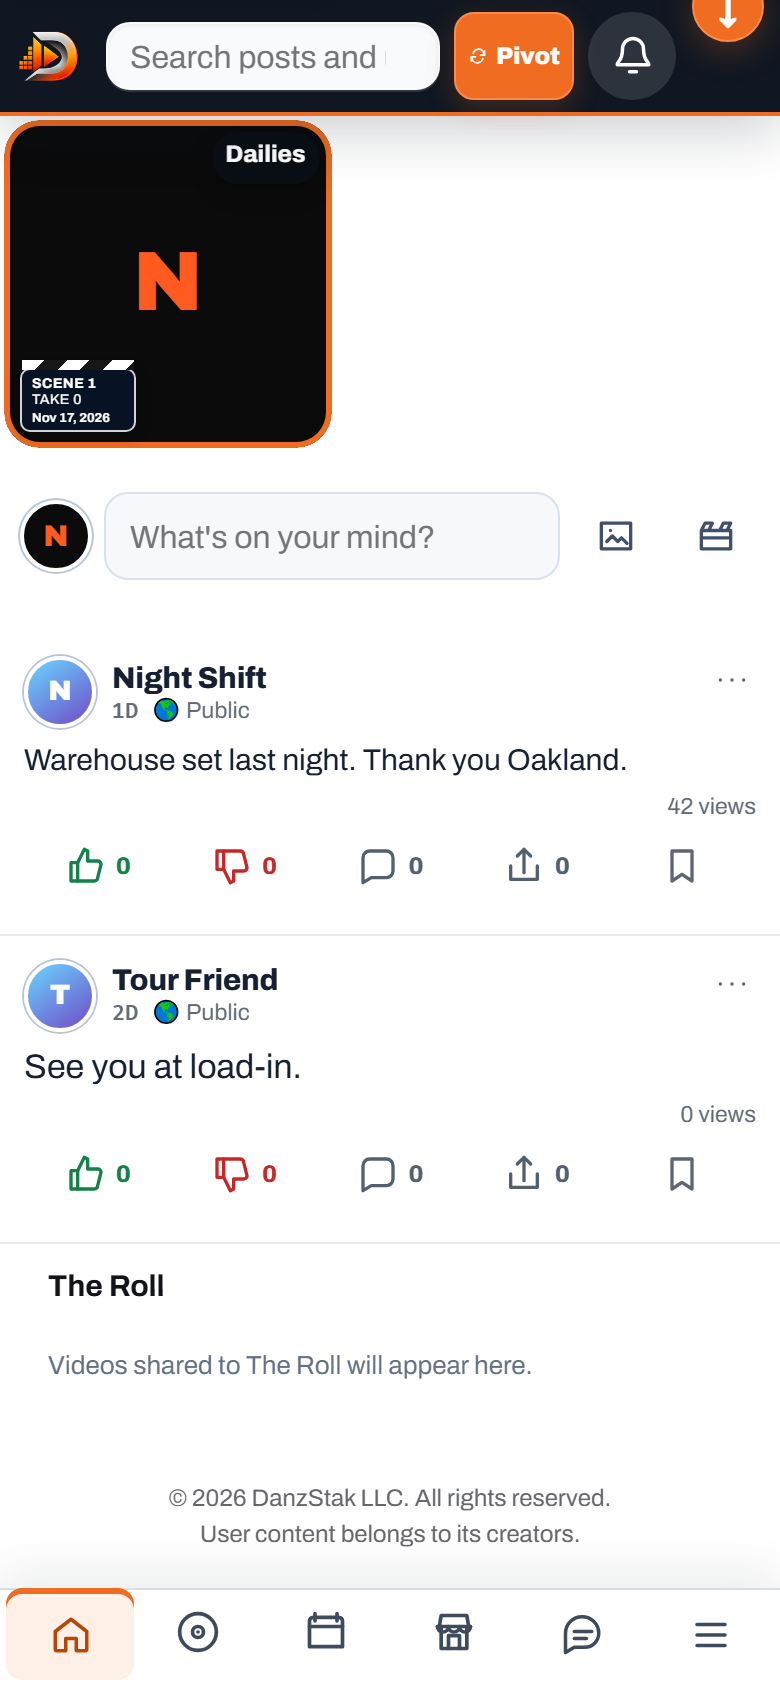 Search posts and
Pivot
Dailies
N
SCENE 1
TAKE 0
Nov 17, 2026
N
What's on your mind?
N
Night Shift
...
1D Public
Warehouse set last night. Thank you Oakland.
42 views
0 0 0 0
T
Tour Friend
...
2D Public
See you at load-in.
0 views
0 0 0 0
The Roll
Videos shared to The Roll will appear here.
© 2026 DanzStak LLC. All rights reserved.
User content belongs to its creators.